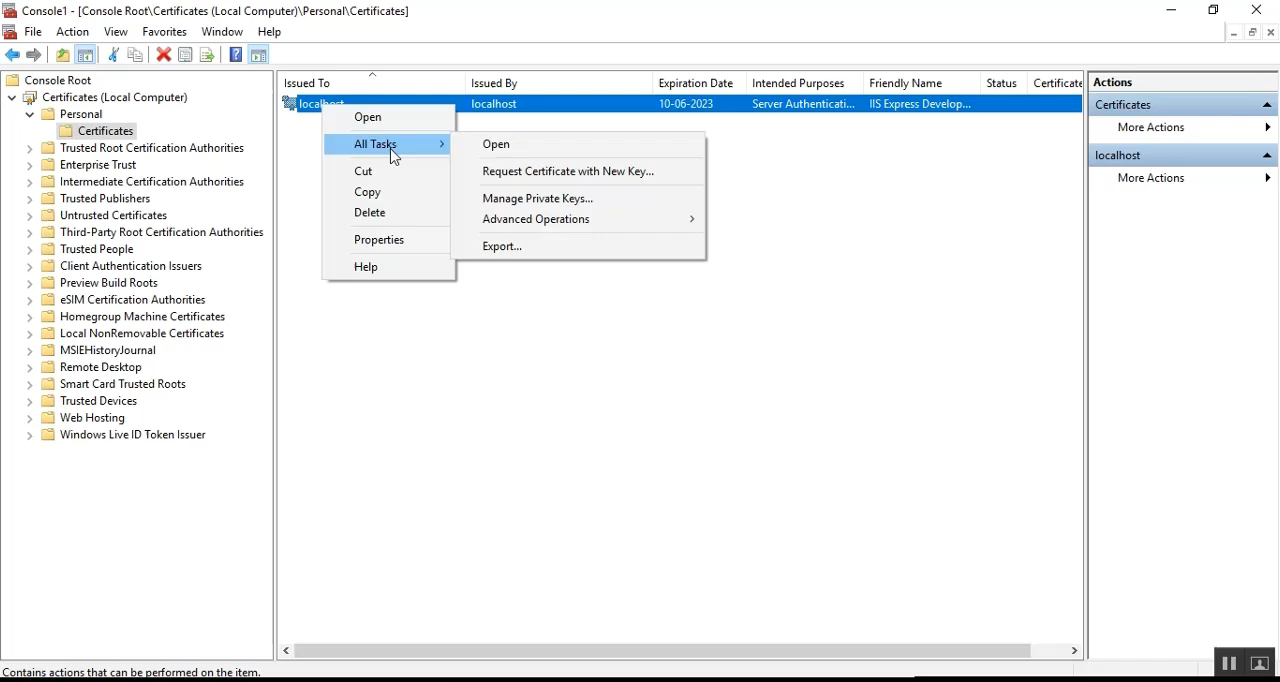 Console1 - [Console Root\Certificates (Local Computer)\Personal\Certificates]
File Action View Favorites Window Help
Console Root
Certificates (Local Computer)
Personal
Certificates
Trusted Root Certification Authorities
Enterprise Trust
Intermediate Certification Authorities
Trusted Publishers
Untrusted Certificates
Third-Party Root Certification Authorities
Trusted People
Client Authentication Issuers
Preview Build Roots
eSIM Certification Authorities
Homegroup Machine Certificates
Local NonRemovable Certificates
MSIEHistoryJournal
Remote Desktop
Smart Card Trusted Roots
Trusted Devices
Web Hosting
Windows Live ID Token Issuer
Issued To Issued By Expiration Date Intended Purposes Friendly Name Status Certificate
localhost localhost 10-06-2023 Server Authenticati... IIS Express Develop...
Open
All Tasks
Cut
Copy
Delete
Properties
Help
Open
Request Certificate with New Key...
Manage Private Keys...
Advanced Operations
Export...
Actions
Certificates
More Actions
localhost
More Actions
Contains actions that can be performed on the item.